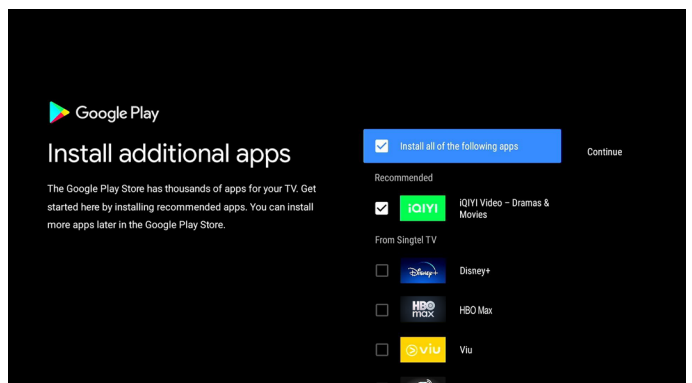 Google Play
Install additional apps
The Google Play Store has thousands of apps for your TV. Get
started here by installing recommended apps. You can install
more apps later in the Google Play Store.
Install all of the following apps
Continue
Recommended
iQIYI
iQIYI Video – Dramas &
Movies
From Singtel TV
Disney+
Disney+
HBO
max
HBO Max
viu
Viu